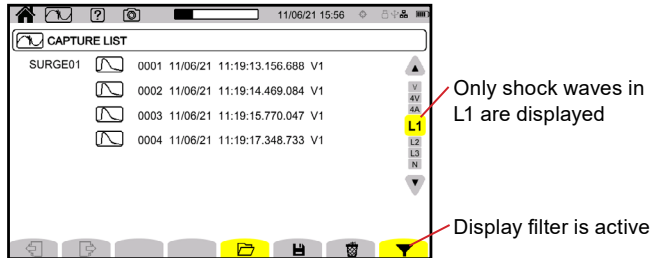 ? 11/06/21 15:56
CAPTURE LIST
SURGE01 0001 11/06/21 11:19:13.156.688 V1
0002 11/06/21 11:19:14.469.084 V1
0003 11/06/21 11:19:15.770.047 V1
0004 11/06/21 11:19:17.348.733 V1
V
4V
4A
L1
L2
L3
N
Only shock waves in
L1 are displayed
Display filter is active